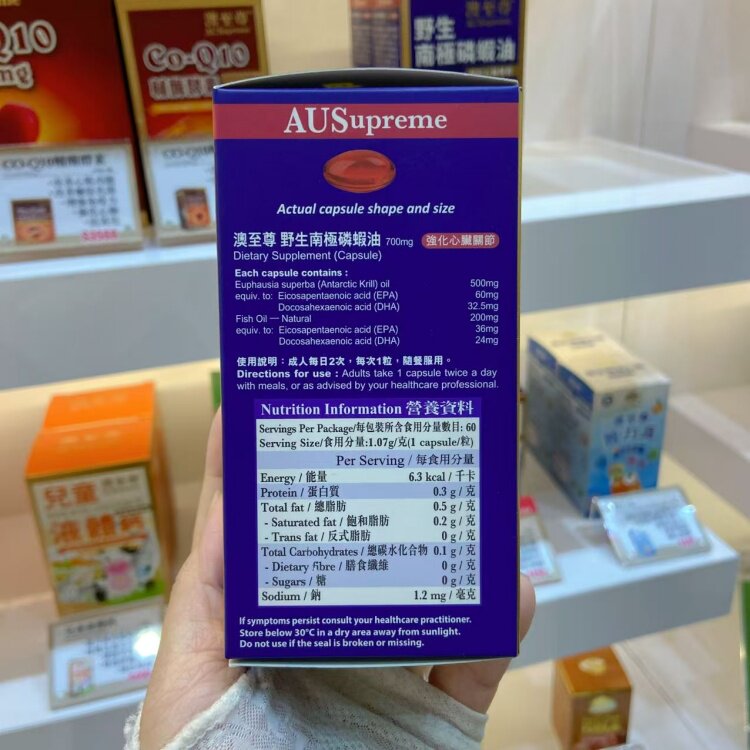 Q10
mg
Co-Q10
野生
南極磷蝦油
AUSupreme
Actual capsule shape and size
澳至尊 野生南極磷蝦油 700mg 強化心臟關節
Dietary Supplement (Capsule)
Each capsule contains :
Euphausia superba (Antarctic Krill) oil 500mg
equiv. to: Eicosapentaenoic acid (EPA) 60mg
Docosahexaenoic acid (DHA) 32.5mg
Fish Oil — Natural 200mg
equiv. to: Eicosapentaenoic acid (EPA) 36mg
Docosahexaenoic acid (DHA) 24mg
使用說明：成人每日2次，每次1粒，隨餐服用。
Directions for use : Adults take 1 capsule twice a day
with meals, or as advised by your healthcare professional.
Nutrition Information 營養資料
Servings Per Package/每包裝所含食用分量數目: 60
Serving Size/食用分量:1.07g/克(1 capsule/粒)
Per Serving / 每食用分量
Energy / 能量 6.3 kcal / 千卡
Protein / 蛋白質 0.3 g / 克
Total fat / 總脂肪 0.5 g / 克
- Saturated fat / 飽和脂肪 0.2 g / 克
- Trans fat / 反式脂肪 0 g / 克
Total Carbohydrates / 總碳水化合物 0.1 g / 克
- Dietary fibre / 膳食纖維 0 g / 克
- Sugars / 糖 0 g / 克
Sodium / 鈉 1.2 mg / 毫克
If symptoms persist consult your healthcare practitioner.
Store below 30°C in a dry area away from sunlight.
Do not use if the seal is broken or missing.
兒童
液體鈣